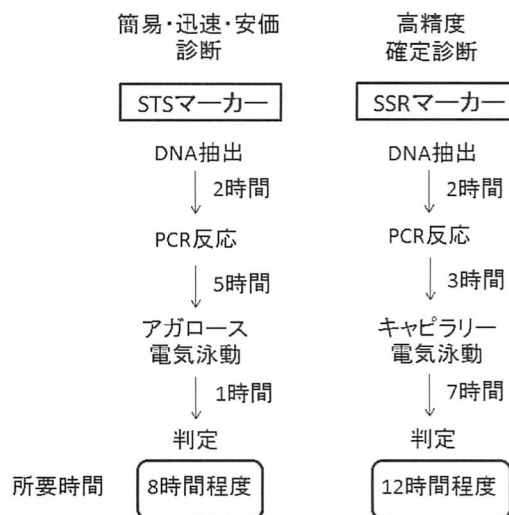 簡易・迅速・安価
診断
STSマーカー
DNA抽出
2時間
PCR反応
5時間
アガロース
電気泳動
1時間
判定
所要時間
8時間程度
高精度
確定診断
SSRマーカー
DNA抽出
2時間
PCR反応
3時間
キャピラリー
電気泳動
7時間
判定
12時間程度